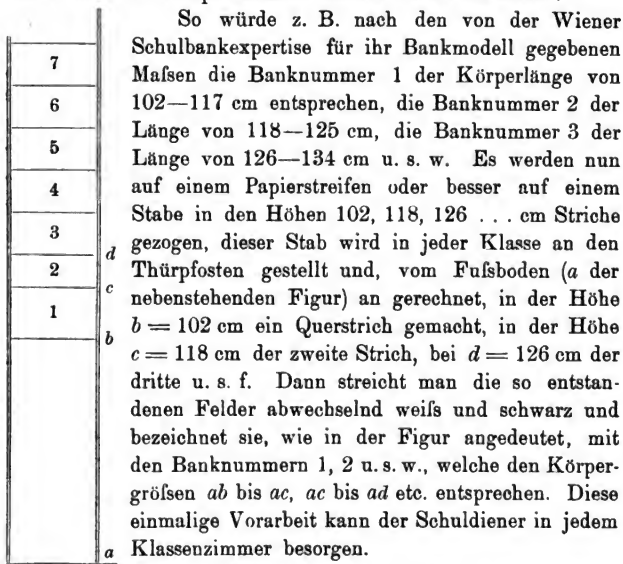 So würde z. B. nach den von der Wiener
Schulbankexpertise für ihr Bankmodell gegebenen
Maſsen die Banknummer 1 der Körperlänge von
102—117 cm entsprechen, die Banknummer 2 der
Länge von 118—125 cm, die Banknummer 3 der
Länge von 126—134 cm u. s. w. Es werden nun
auf einem Papierstreifen oder besser auf einem
Stabe in den Höhen 102, 118, 126 . . . cm Striche
gezogen, dieser Stab wird in jeder Klasse an den
Thürpfosten gestellt und, vom Fuſsboden (a der
nebenstehenden Figur) an gerechnet, in der Höhe
b = 102 cm ein Querstrich gemacht, in der Höhe
c = 118 cm der zweite Strich, bei d = 126 cm der
dritte u. s. f. Dann streicht man die so entstan-
denen Felder abwechselnd weiſs und schwarz und
bezeichnet sie, wie in der Figur angedeutet, mit
den Banknummern 1, 2 u. s. w., welche den Körper-
gröſsen ab bis ac, ac bis ad etc. entsprechen. Diese
einmalige Vorarbeit kann der Schuldiener in jedem
Klassenzimmer besorgen.
7
6
5
4
3
d
2
c
1
b
a